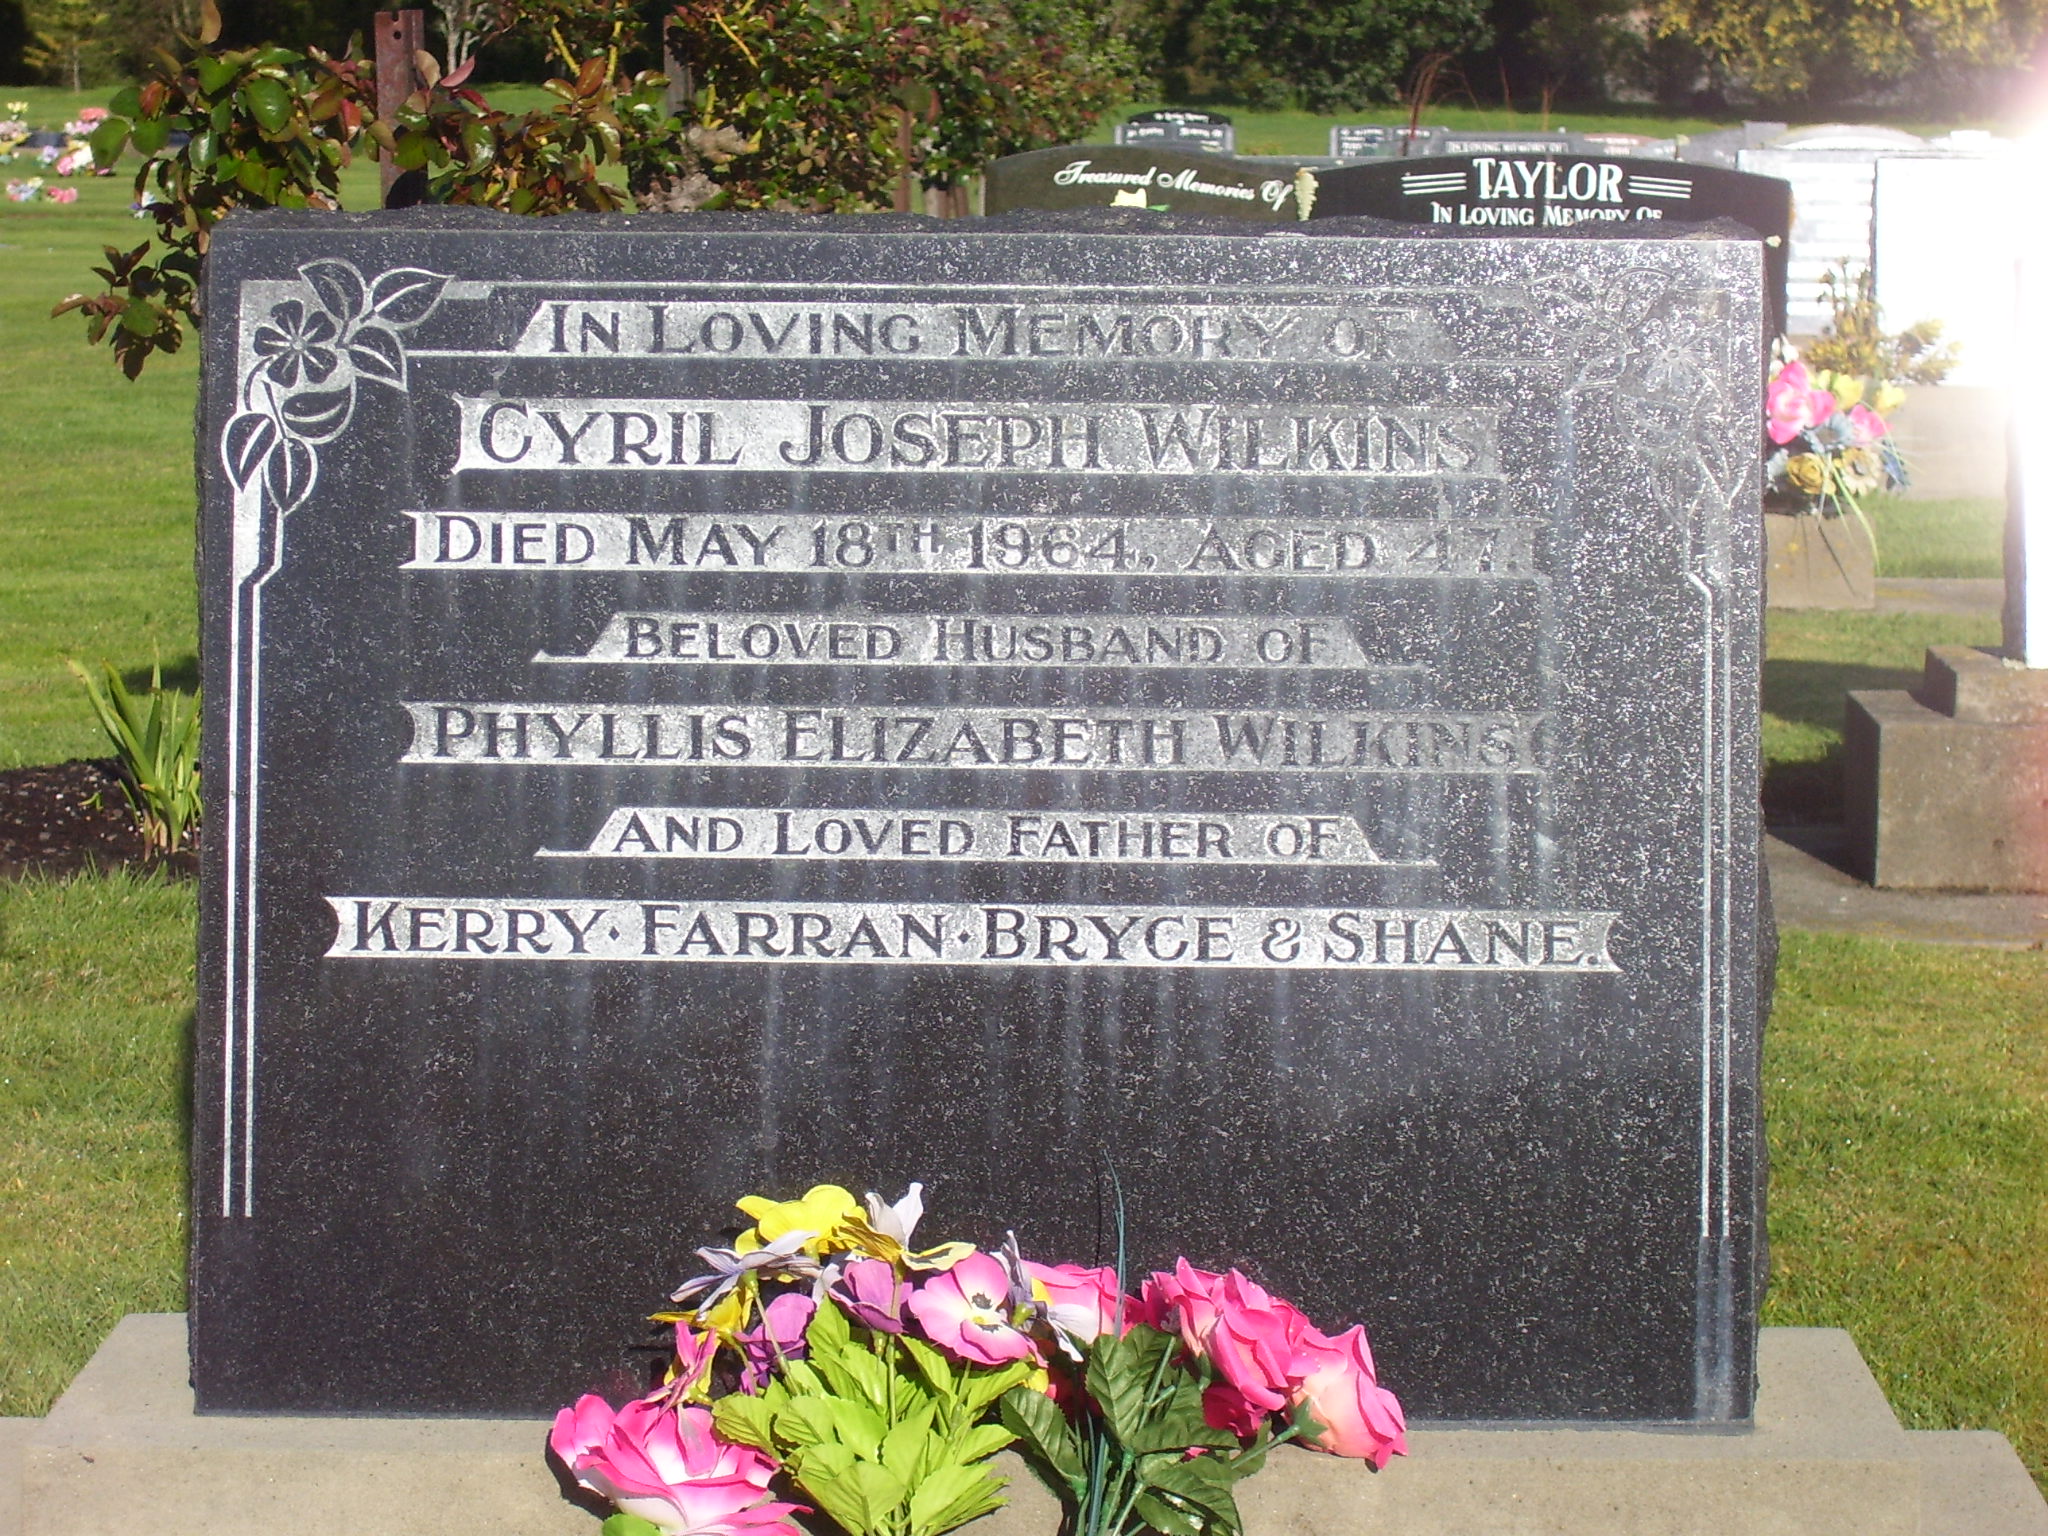 Treasured Memories Of
TAYLOR
IN LOVING MEMORY OF
IN LOVING MEMORY OF
CYRIL JOSEPH WILKINS
DIED MAY 18TH 1964, AGED 47.
BELOVED HUSBAND OF
PHYLLIS ELIZABETH WILKINS
AND LOVED FATHER OF
KERRY · FARRAN · BRYCE & SHANE.